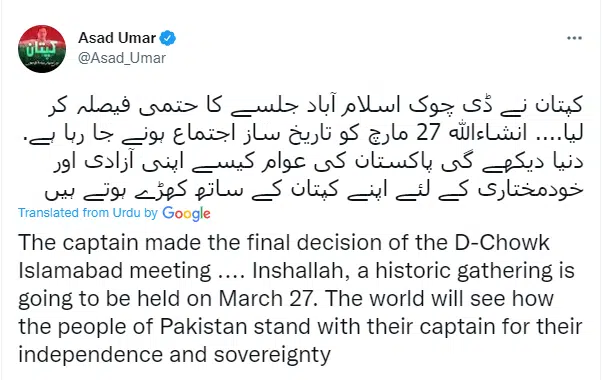 Asad Umar
@Asad_Umar
کپتان نے ڈی چوک اسلام آباد جلسے کا حتمی فیصلہ کر
لیا.... انشاءاللہ 27 مارچ کو تاریخ ساز اجتماع ہونے جا رہا ہے.
دنیا دیکھے گی پاکستان کی عوام کیسے اپنی آزادی اور
خودمختاری کے لئے اپنے کپتان کے ساتھ کھڑے ہوتے ہیں
Translated from Urdu by Google
The captain made the final decision of the D-Chowk
Islamabad meeting .... Inshallah, a historic gathering is
going to be held on March 27. The world will see how
the people of Pakistan stand with their captain for their
independence and sovereignty